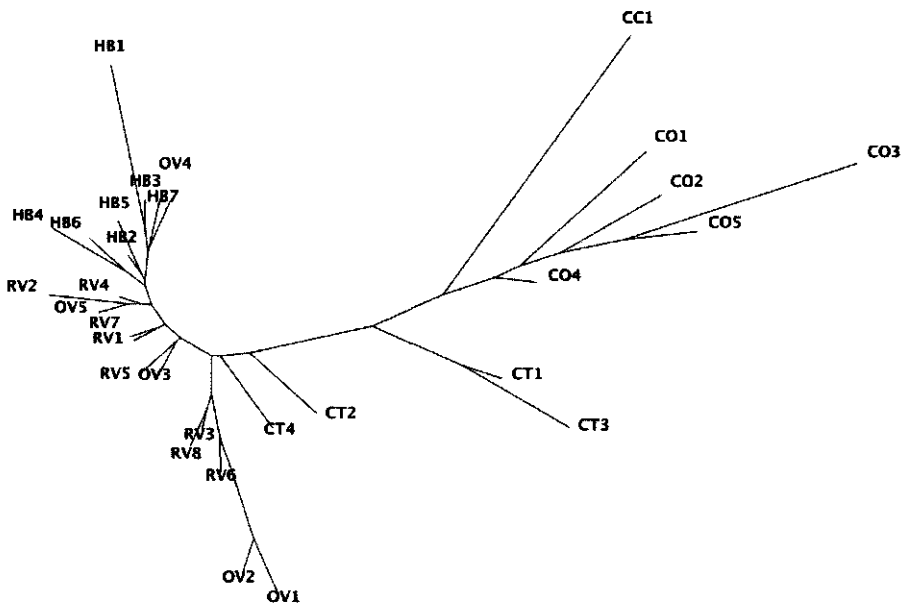 CC1
HB1
CO1
CO3
OV4
HB3
CO2
HB7
HB5
HB4
HB6
CO5
HB2
CO4
RV4
RV2
OV5
RV7
RV1
RV5
OV3
CT1
CT2
CT3
CT4
RV3
RV8
RV6
OV2
OV1